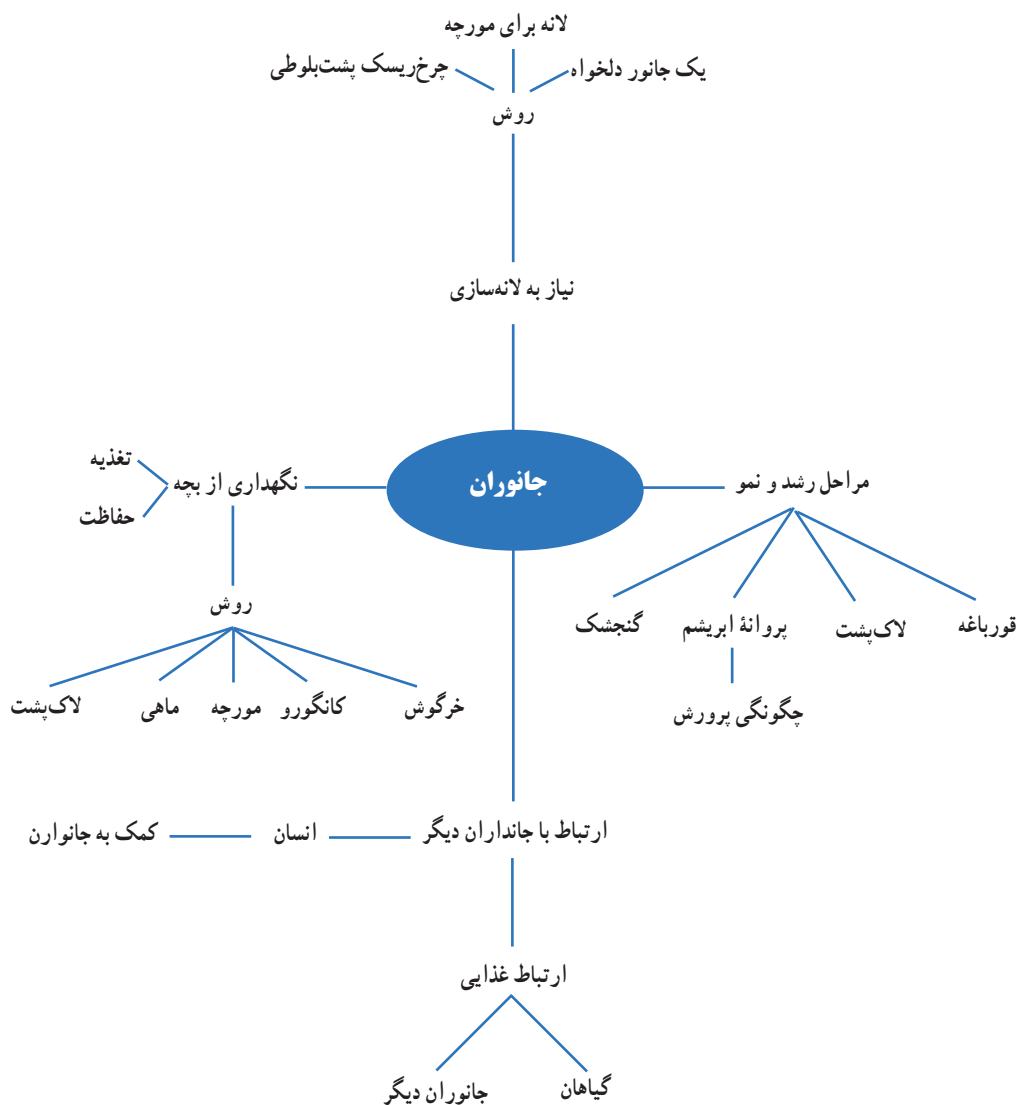 لانه برای مورچه
یک جانور دلخواه
چرخ‌ریسک پشت‌بلوطی
روش
نیاز به لانه‌سازی
جانوران
مراحل رشد و نمو
قورباغه
لاک‌پشت
پروانهٔ ابریشم
گنجشک
چگونگی پرورش
نگهداری از بچه
تغذیه
حفاظت
روش
خرگوش
کانگورو
مورچه
ماهی
لاک‌پشت
ارتباط با جانداران دیگر
انسان
کمک به جانوارن
ارتباط غذایی
گیاهان
جانوران دیگر